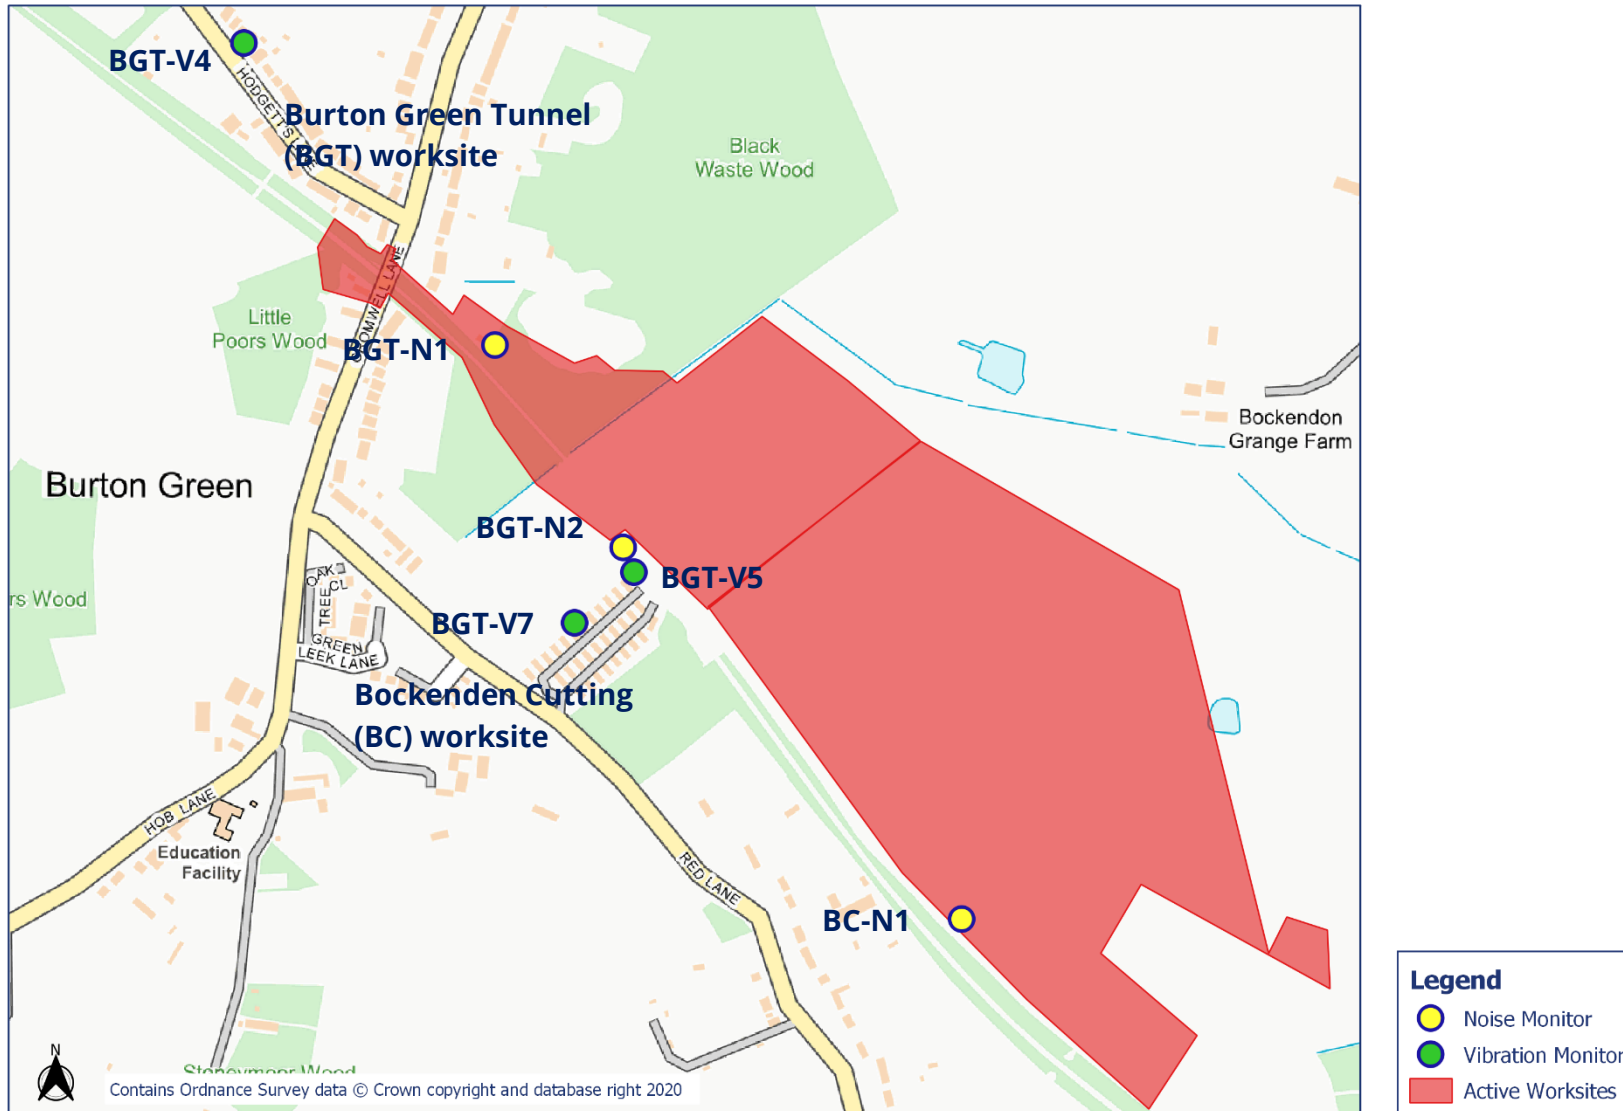 BGT-V4
HODGETTS LANE
Burton Green Tunnel
(BGT) worksite
Black
Waste Wood
CROMWELL LANE
Little
Poors Wood
BGT-N1
Bockendon
Grange Farm
Burton Green
BGT-N2
BGT-V5
OAK
TREE
CL
rs Wood
BGT-V7
GREEN
LEEK LANE
Bockenden Cutting
(BC) worksite
HOB LANE
Education
Facility
RED LANE
BC-N1
Legend
Noise Monitor
Vibration Monitor
Active Worksites
N
Stoneymoor Wood
Contains Ordnance Survey data © Crown copyright and database right 2020